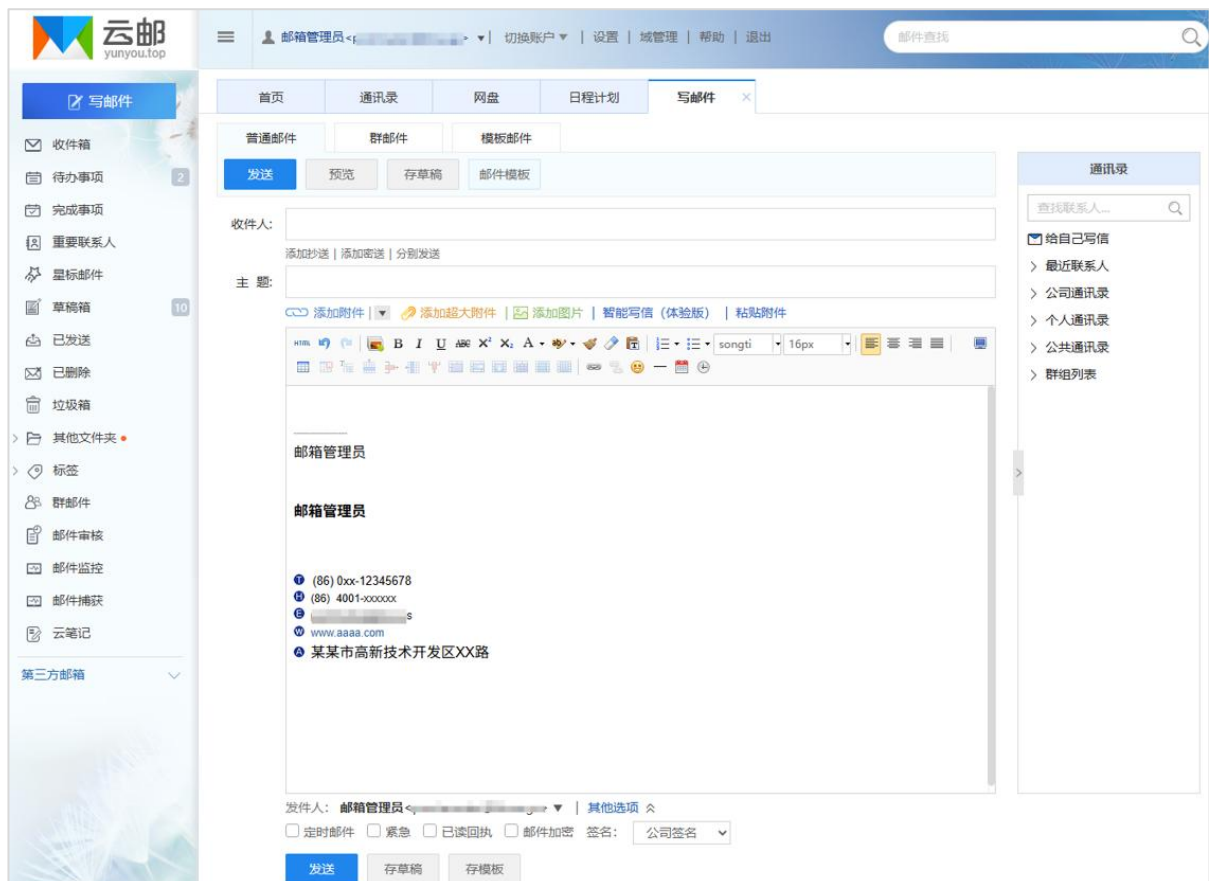 云邮
yunyou.top
邮箱管理员< > ▼ | 切换账户 ▼ | 设置 | 域管理 | 帮助 | 退出
邮件查找
写邮件
收件箱
待办事项 2
完成事项
重要联系人
星标邮件
草稿箱 10
已发送
已删除
垃圾箱
其他文件夹
标签
群邮件
邮件审核
邮件监控
邮件捕获
云笔记
第三方邮箱
首页 通讯录 网盘 日程计划 写邮件 ×
普通邮件 群邮件 模板邮件
发送 预览 存草稿 邮件模板
收件人:
添加抄送 | 添加密送 | 分别发送
主 题:
添加附件 | ▼ 添加超大附件 | 添加图片 | 智能写信(体验版) | 粘贴附件
HTML B I U ABC X² X₂ A songti 16px
邮箱管理员
邮箱管理员
T (86) 0xx-12345678
H (86) 4001-xxxxxx
E s
W www.aaaa.com
A 某某市高新技术开发区XX路
发件人: 邮箱管理员< > ▼ | 其他选项
定时邮件 紧急 已读回执 邮件加密 签名: 公司签名
发送 存草稿 存模板
通讯录
查找联系人...
给自己写信
最近联系人
公司通讯录
个人通讯录
公共通讯录
群组列表